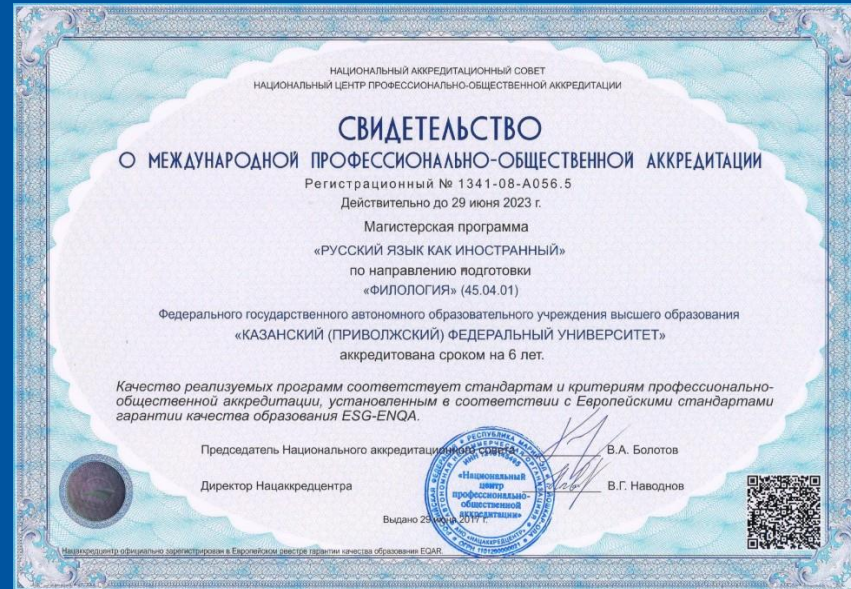 НАЦИОНАЛЬНЫЙ АККРЕДИТАЦИОННЫЙ СОВЕТ
НАЦИОНАЛЬНЫЙ ЦЕНТР ПРОФЕССИОНАЛЬНО-ОБЩЕСТВЕННОЙ АККРЕДИТАЦИИ
СВИДЕТЕЛЬСТВО
О МЕЖДУНАРОДНОЙ ПРОФЕССИОНАЛЬНО-ОБЩЕСТВЕННОЙ АККРЕДИТАЦИИ
Регистрационный № 1341-08-A056.5
Действительно до 29 июня 2023 г.
Магистерская программа
«РУССКИЙ ЯЗЫК КАК ИНОСТРАННЫЙ»
по направлению подготовки
«ФИЛОЛОГИЯ» (45.04.01)
Федерального государственного автономного образовательного учреждения высшего образования
«КАЗАНСКИЙ (ПРИВОЛЖСКИЙ) ФЕДЕРАЛЬНЫЙ УНИВЕРСИТЕТ»
аккредитована сроком на 6 лет.
Качество реализуемых программ соответствует стандартам и критериям профессионально-
общественной аккредитации, установленным в соответствии с Европейскими стандартами
гарантии качества образования ESG-ENQA.
Председатель Национального аккредитационного совета В.А. Болотов
Директор Нацаккредцентра В.Г. Наводнов
«Национальный
центр
профессионально-
общественной
аккредитации»
Выдано 29 июня 2017 г.
Нацаккредцентр официально зарегистрирован в Европейском реестре гарантии качества образования EQAR.